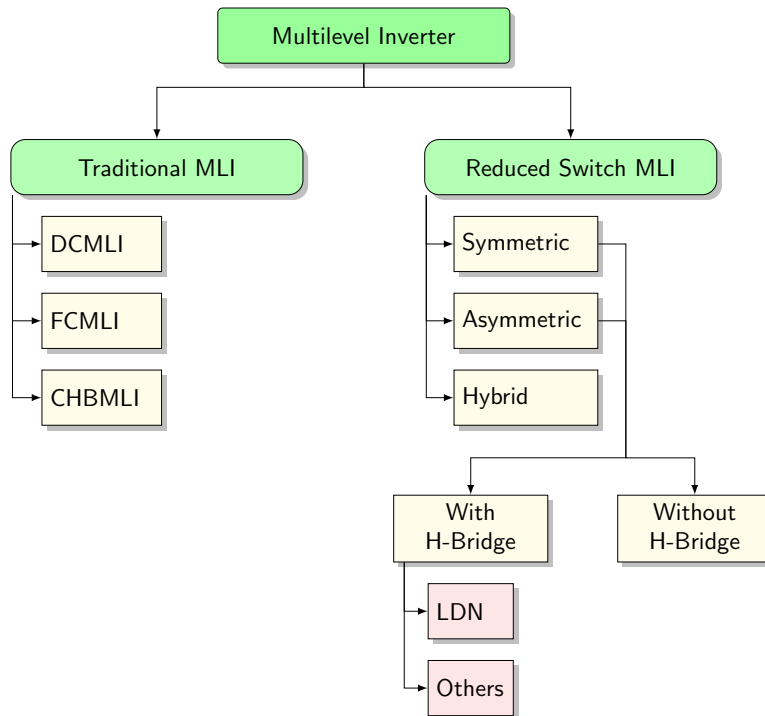 Multilevel Inverter
Traditional MLI
Reduced Switch MLI
DCMLI
Symmetric
FCMLI
Asymmetric
CHBMLI
Hybrid
With
H-Bridge
Without
H-Bridge
LDN
Others